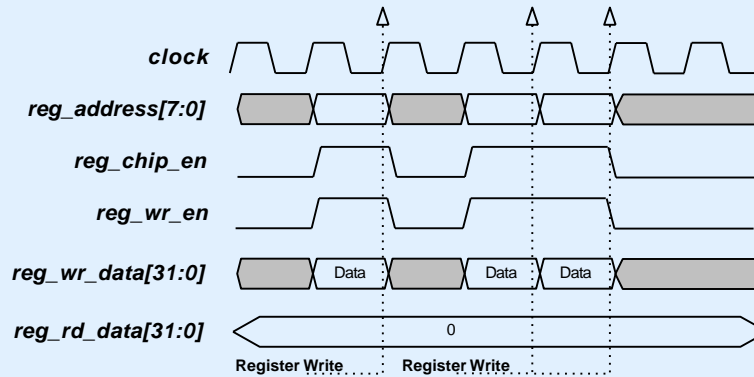 clock
reg_address[7:0]
reg_chip_en
reg_wr_en
reg_wr_data[31:0] Data Data Data
reg_rd_data[31:0] 0
Register Write Register Write